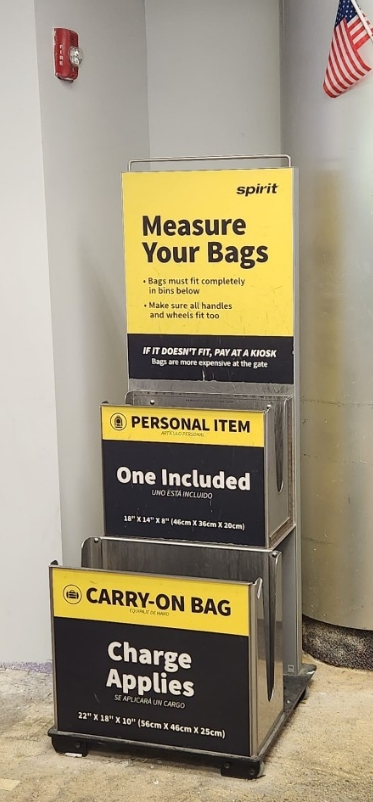 FIRE
spirit
Measure
Your Bags
• Bags must fit completely
in bins below
• Make sure all handles
and wheels fit too
IF IT DOESN'T FIT, PAY AT A KIOSK
Bags are more expensive at the gate
PERSONAL ITEM
ARTÍCULO PERSONAL
One Included
UNO ESTÁ INCLUIDO
18" X 14" X 8" (46cm X 36cm X 20cm)
CARRY-ON BAG
EQUIPAJE DE MANO
Charge
Applies
SE APLICARÁ UN CARGO
22" X 18" X 10" (56cm X 46cm X 25cm)